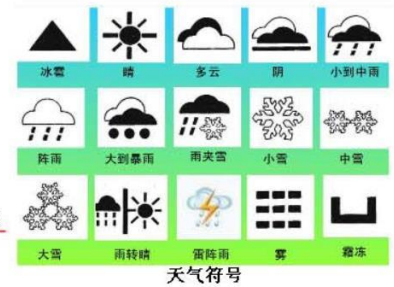 冰雹 晴 多云 阴 小到中雨
阵雨 大到暴雨 雨夹雪 小雪 中雪
大雪 雨转晴 雷阵雨 雾 霜冻
天气符号